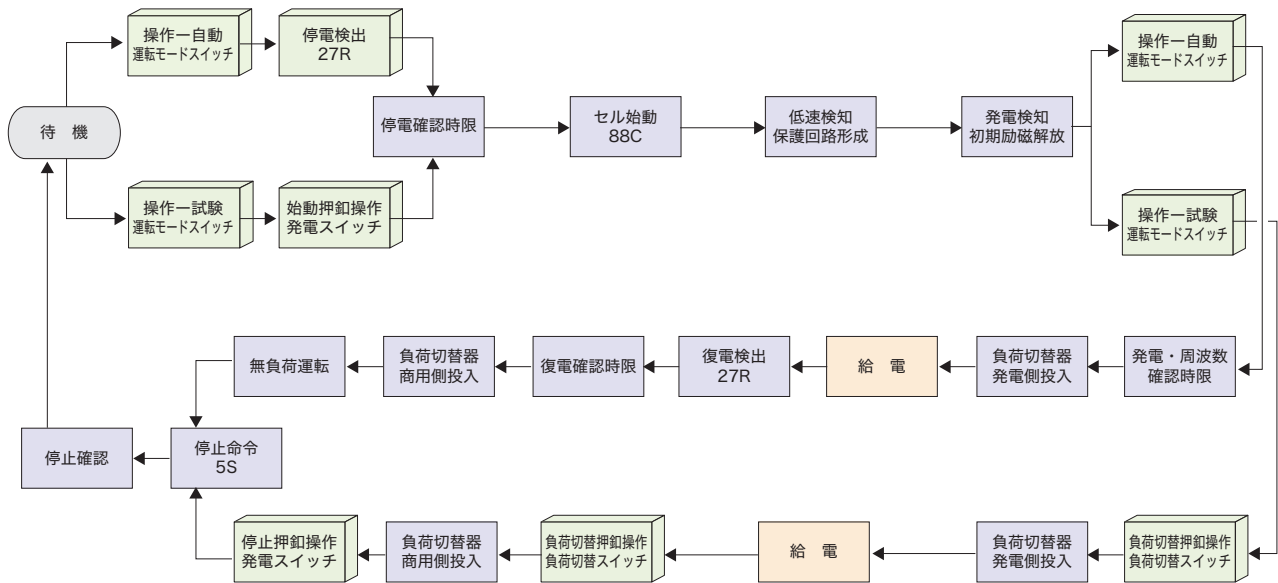 操作ー自動
運転モードスイッチ
停電検出
27R
操作ー自動
運転モードスイッチ
待　機
停電確認時限
セル始動
88C
低速検知
保護回路形成
発電検知
初期励磁解放
操作ー試験
運転モードスイッチ
始動押釦操作
発電スイッチ
操作ー試験
運転モードスイッチ
無負荷運転
負荷切替器
商用側投入
復電確認時限
復電検出
27R
給　電
負荷切替器
発電側投入
発電・周波数
確認時限
停止確認
停止命令
5S
停止押釦操作
発電スイッチ
負荷切替器
商用側投入
負荷切替押釦操作
負荷切替スイッチ
給　電
負荷切替器
発電側投入
負荷切替押釦操作
負荷切替スイッチ